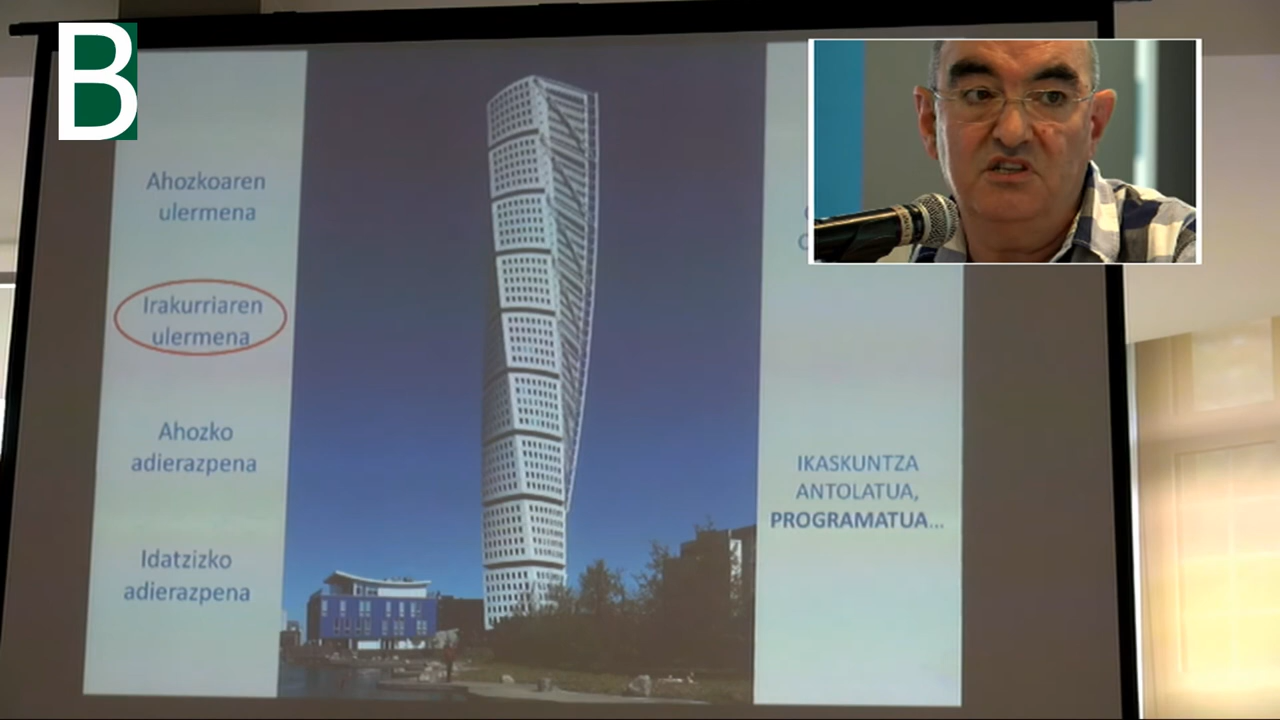 B
Ahozkoaren
ulermena
Irakurriaren
ulermena
Ahozko
adierazpena
Idatzizko
adierazpena
IKASKUNTZA
ANTOLATUA,
PROGRAMATUA...